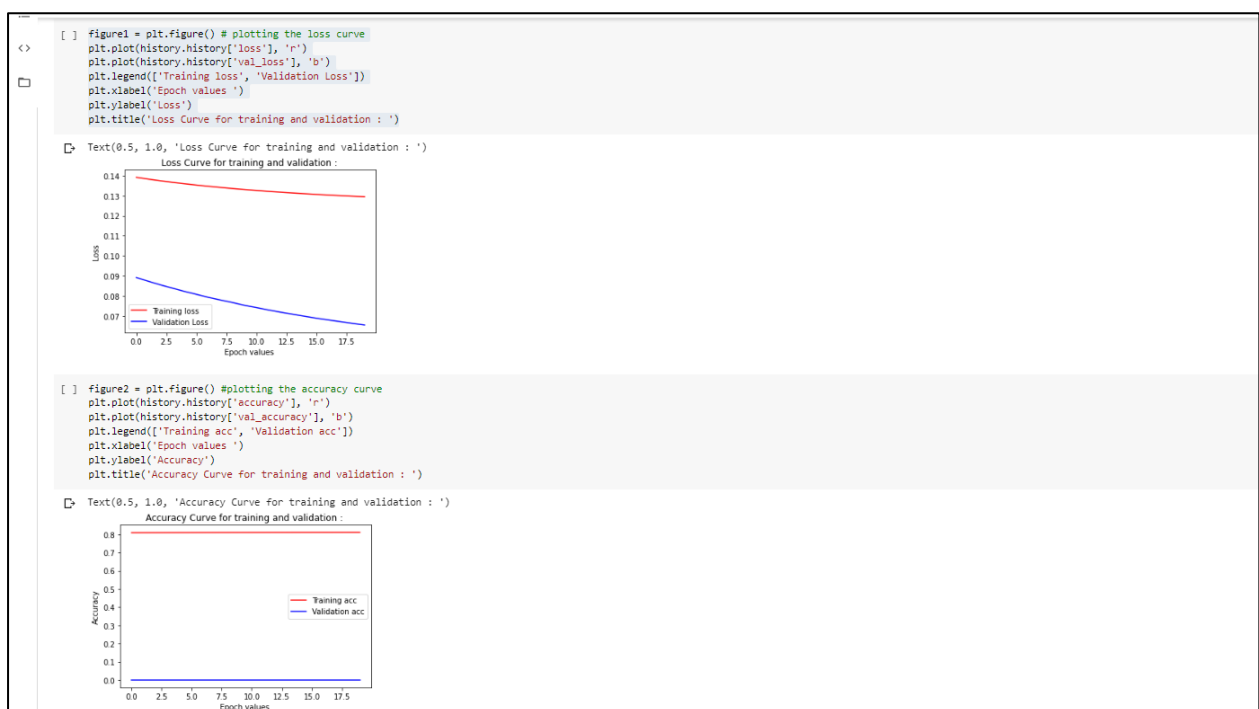 [ ] figure1 = plt.figure() # plotting the loss curve
plt.plot(history.history['loss'], 'r')
plt.plot(history.history['val_loss'], 'b')
plt.legend(['Training loss', 'Validation Loss'])
plt.xlabel('Epoch values ')
plt.ylabel('Loss')
plt.title('Loss Curve for training and validation : ')
Text(0.5, 1.0, 'Loss Curve for training and validation : ')
Loss Curve for training and validation :
0.14
0.13
0.12
0.11
0.10
0.09
0.08
0.07
Loss
Training loss
Validation Loss
0.0 2.5 5.0 7.5 10.0 12.5 15.0 17.5
Epoch values
[ ] figure2 = plt.figure() #plotting the accuracy curve
plt.plot(history.history['accuracy'], 'r')
plt.plot(history.history['val_accuracy'], 'b')
plt.legend(['Training acc', 'Validation acc'])
plt.xlabel('Epoch values ')
plt.ylabel('Accuracy')
plt.title('Accuracy Curve for training and validation : ')
Text(0.5, 1.0, 'Accuracy Curve for training and validation : ')
Accuracy Curve for training and validation :
0.8
0.7
0.6
0.5
0.4
0.3
0.2
0.1
0.0
Accuracy
Training acc
Validation acc
0.0 2.5 5.0 7.5 10.0 12.5 15.0 17.5
Epoch values